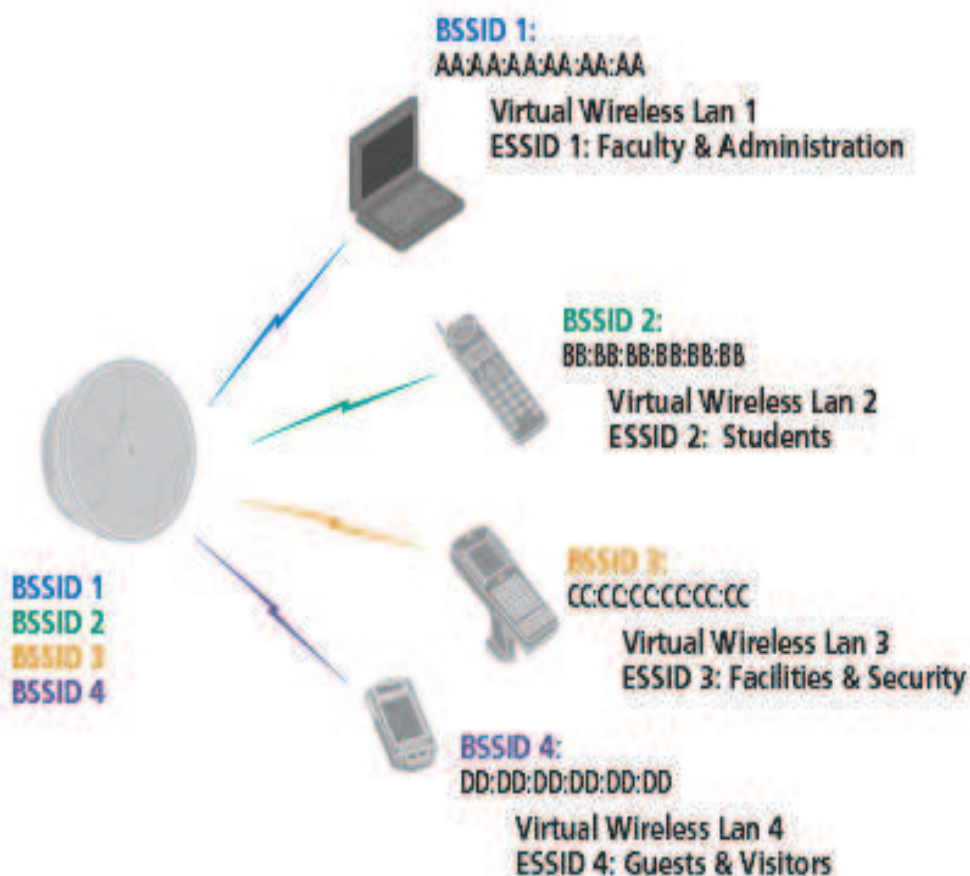 BSSID 1:
AA:AA:AA:AA:AA:AA
Virtual Wireless Lan 1
ESSID 1: Faculty & Administration
BSSID 2:
BB:BB:BB:BB:BB:BB
Virtual Wireless Lan 2
ESSID 2: Students
BSSID 3:
CC:CC:CC:CC:CC:CC
Virtual Wireless Lan 3
ESSID 3: Facilities & Security
BSSID 1
BSSID 2
BSSID 3
BSSID 4
BSSID 4:
DD:DD:DD:DD:DD:DD
Virtual Wireless Lan 4
ESSID 4: Guests & Visitors